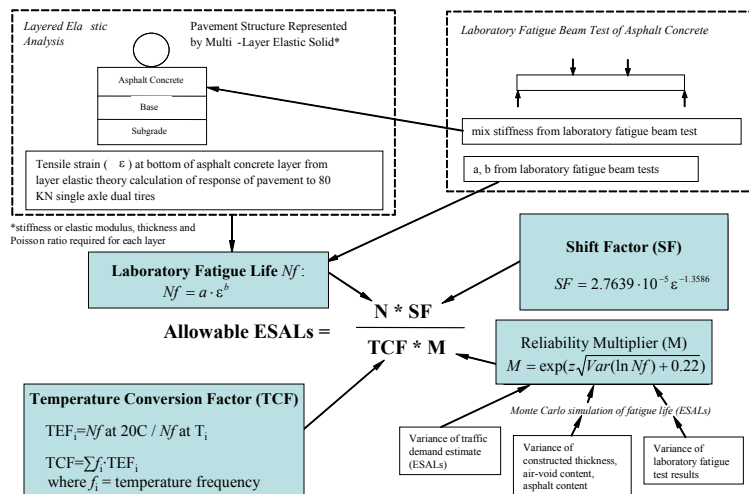 Layered Ela stic
Analysis
Pavement Structure Represented
by Multi -Layer Elastic Solid*
Asphalt Concrete
Base
Subgrade
Tensile strain ( ε) at bottom of asphalt concrete layer from
layer elastic theory calculation of response of pavement to 80
KN single axle dual tires
*stiffness or elastic modulus, thickness and
Poisson ratio required for each layer
Laboratory Fatigue Beam Test of Asphalt Concrete
mix stiffness from laboratory fatigue beam test
a, b from laboratory fatigue beam tests
Laboratory Fatigue Life Nf:
Nf = a · ε^b
Shift Factor (SF)
SF = 2.7639 · 10^-5 ε^-1.3586
Allowable ESALs =
N * SF
TCF * M
Reliability Multiplier (M)
M = exp(z√Var(ln Nf) + 0.22)
Temperature Conversion Factor (TCF)
TEFi=Nf at 20C / Nf at Ti
TCF=∑fi·TEFi
where fi = temperature frequency
Monte Carlo simulation of fatigue life (ESALs)
Variance of traffic
demand estimate
(ESALs)
Variance of
constructed thickness,
air-void content,
asphalt content
Variance of
laboratory fatigue
test results